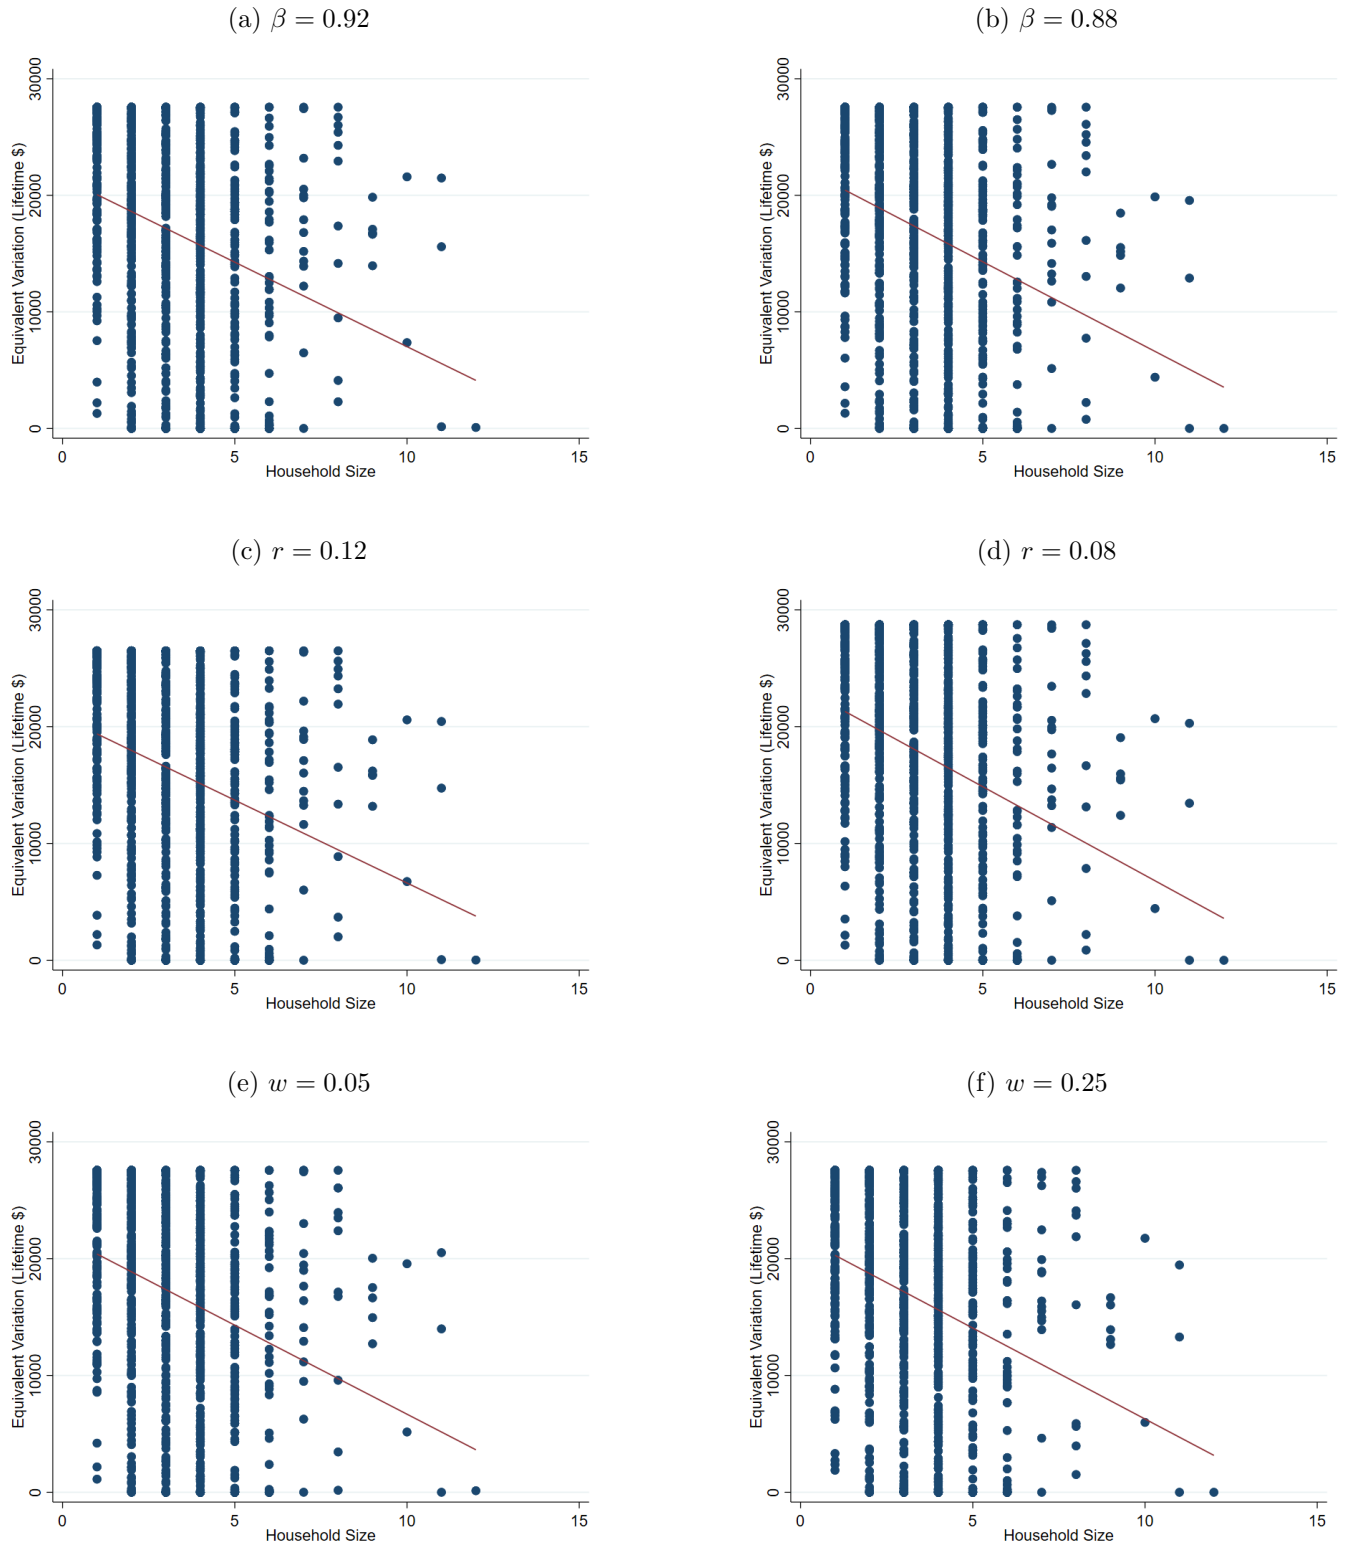 (a) β = 0.92
Equivalent Variation (Lifetime $)
30000
20000
10000
0
0 5 10 15
Household Size
(b) β = 0.88
Equivalent Variation (Lifetime $)
30000
20000
10000
0
0 5 10 15
Household Size
(c) r = 0.12
Equivalent Variation (Lifetime $)
30000
20000
10000
0
0 5 10 15
Household Size
(d) r = 0.08
Equivalent Variation (Lifetime $)
30000
20000
10000
0
0 5 10 15
Household Size
(e) w = 0.05
Equivalent Variation (Lifetime $)
30000
20000
10000
0
0 5 10 15
Household Size
(f) w = 0.25
Equivalent Variation (Lifetime $)
30000
20000
10000
0
0 5 10 15
Household Size